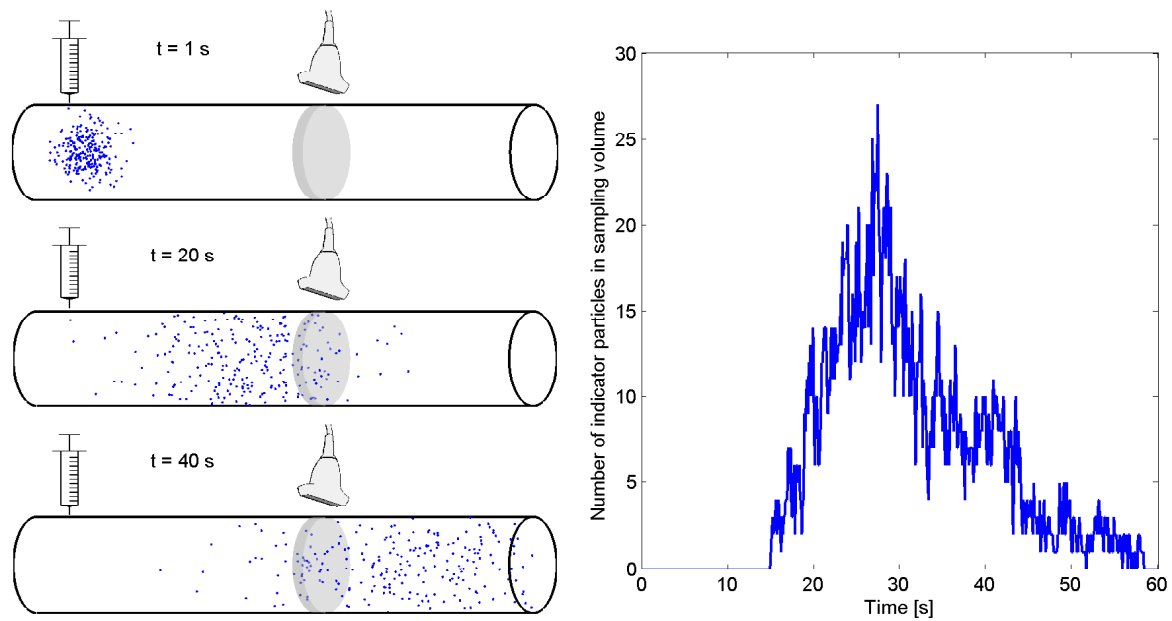 t = 1 s
t = 20 s
t = 40 s
Number of indicator particles in sampling volume
30
25
20
15
10
5
0
0 10 20 30 40 50 60
Time [s]